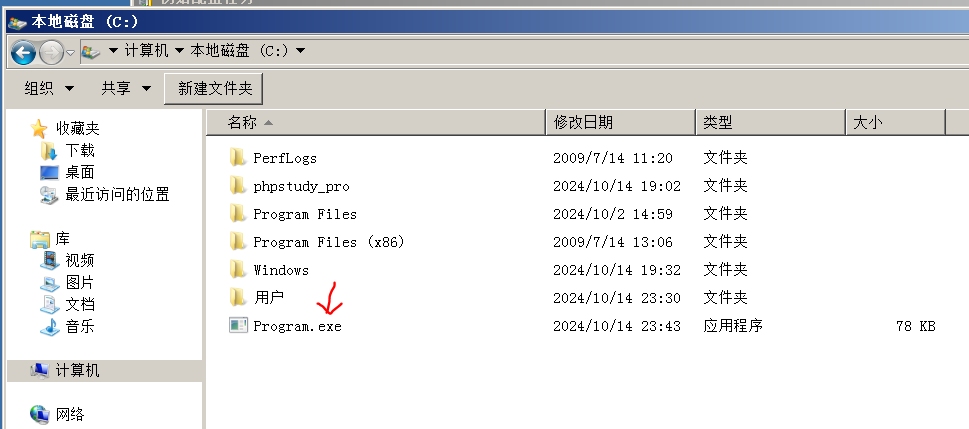 初始配置任务
本地磁盘 (C:)
计算机 本地磁盘 (C:)
组织 共享 新建文件夹
收藏夹
下载
桌面
最近访问的位置
库
视频
图片
文档
音乐
计算机
网络
名称 修改日期 类型 大小
PerfLogs 2009/7/14 11:20 文件夹
phpstudy_pro 2024/10/14 19:02 文件夹
Program Files 2024/10/2 14:59 文件夹
Program Files (x86) 2009/7/14 13:06 文件夹
Windows 2024/10/14 19:32 文件夹
用户 2024/10/14 23:30 文件夹
Program.exe 2024/10/14 23:43 应用程序 78 KB